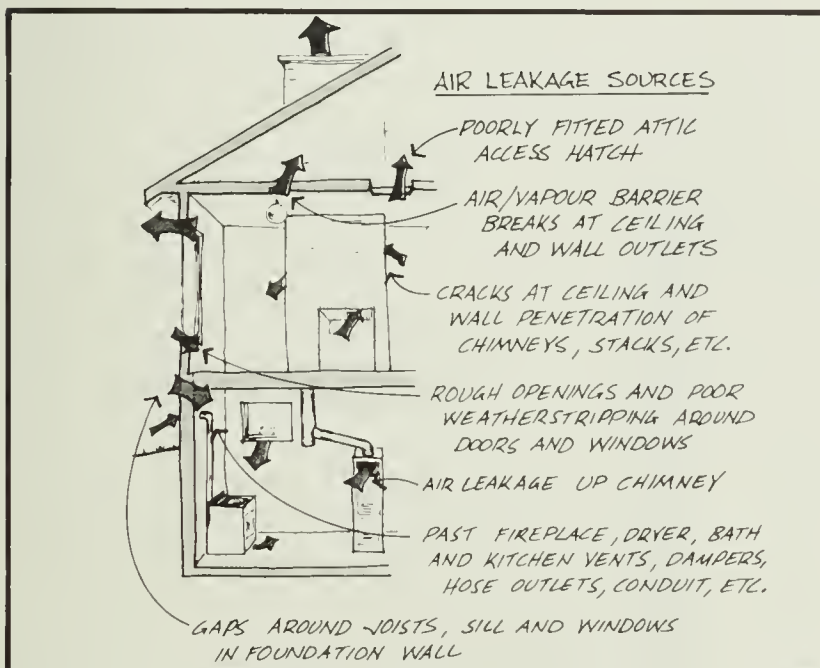 AIR LEAKAGE SOURCES
POORLY FITTED ATTIC
ACCESS HATCH
AIR/VAPOUR BARRIER
BREAKS AT CEILING
AND WALL OUTLETS
CRACKS AT CEILING AND
WALL PENETRATION OF
CHIMNEYS, STACKS, ETC.
ROUGH OPENINGS AND POOR
WEATHERSTRIPPING AROUND
DOORS AND WINDOWS
AIR LEAKAGE UP CHIMNEY
PAST FIREPLACE, DRYER, BATH
AND KITCHEN VENTS, DAMPERS,
HOSE OUTLETS, CONDUIT, ETC.
GAPS AROUND JOISTS, SILL AND WINDOWS
IN FOUNDATION WALL